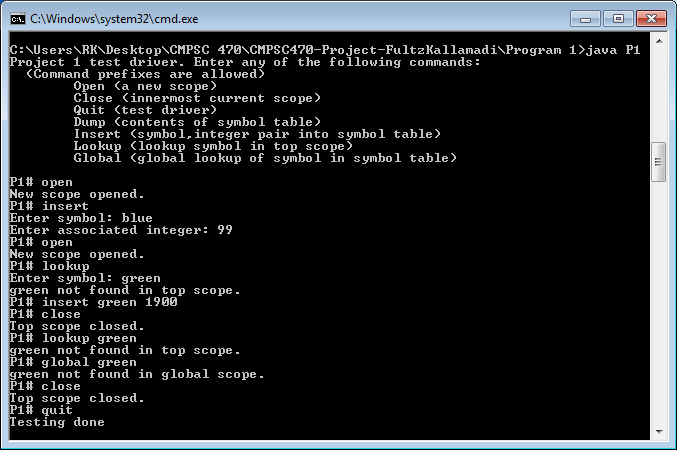 C:\Windows\system32\cmd.exe
C:\Users\RK\Desktop\CMPSC 470\CMPSC470-Project-FultzKallamadi\Program 1>java P1
Project 1 test driver. Enter any of the following commands:
  (Command prefixes are allowed)
        Open (a new scope)
        Close (innermost current scope)
        Quit (test driver)
        Dump (contents of symbol table)
        Insert (symbol,integer pair into symbol table)
        Lookup (lookup symbol in top scope)
        Global (global lookup of symbol in symbol table)
P1# open
New scope opened.
P1# insert
Enter symbol: blue
Enter associated integer: 99
P1# open
New scope opened.
P1# lookup
Enter symbol: green
green not found in top scope.
P1# insert green 1900
P1# close
Top scope closed.
P1# lookup green
green not found in top scope.
P1# global green
green not found in global scope.
P1# close
Top scope closed.
P1# quit
Testing done